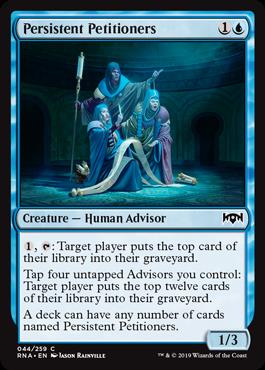 Persistent Petitioners 1
Creature — Human Advisor
1, : Target player puts the top card of
their library into their graveyard.
Tap four untapped Advisors you control:
Target player puts the top twelve cards
of their library into their graveyard.
A deck can have any number of cards
named Persistent Petitioners.
1/3
044/259 C
RNA • EN Jason Rainville ™ & © 2019 Wizards of the Coast